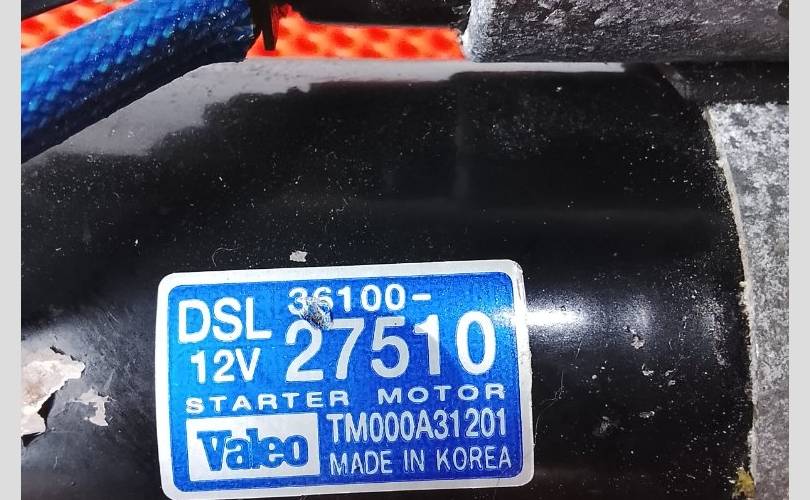 DSL 36100-
12V 27510
STARTER MOTOR
Valeo TM000A31201
MADE IN KOREA